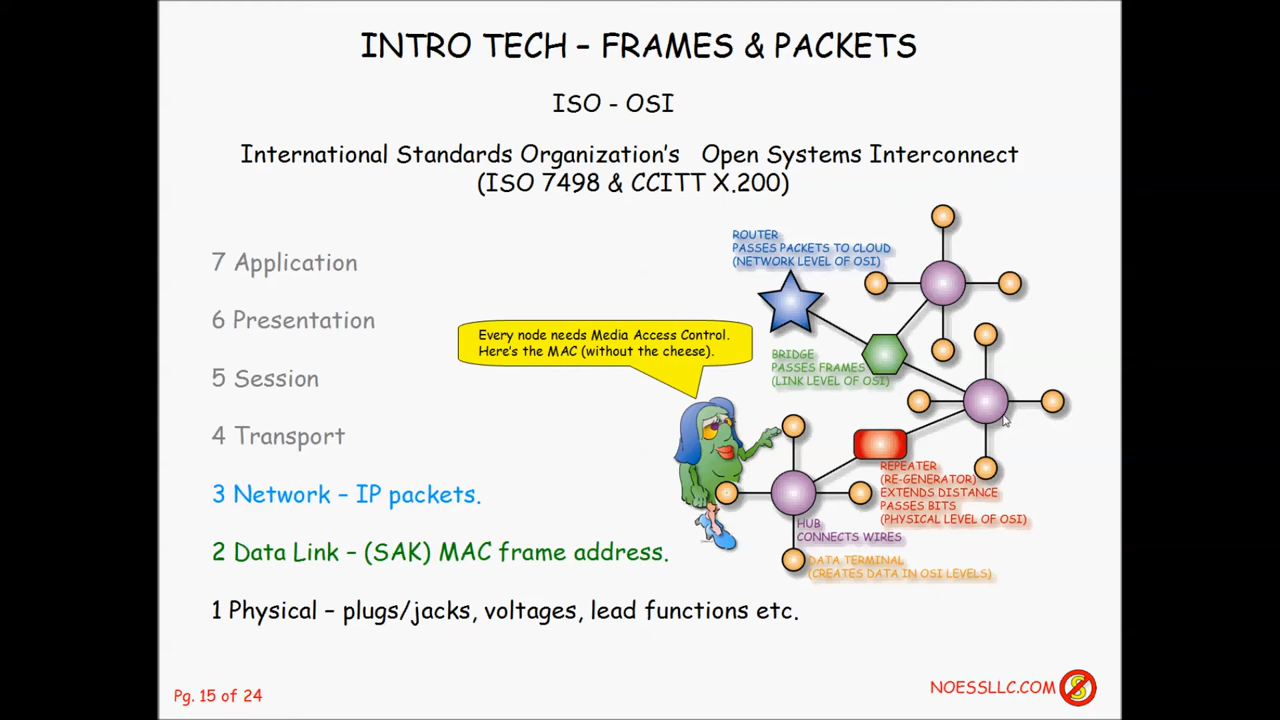 INTRO TECH – FRAMES & PACKETS
ISO - OSI
International Standards Organization's Open Systems Interconnect
(ISO 7498 & CCITT X.200)
7 Application
6 Presentation
5 Session
4 Transport
3 Network – IP packets.
2 Data Link – (SAK) MAC frame address.
1 Physical – plugs/jacks, voltages, lead functions etc.
Every node needs Media Access Control.
Here's the MAC (without the cheese).
ROUTER
PASSES PACKETS TO CLOUD
(NETWORK LEVEL OF OSI)
BRIDGE
PASSES FRAMES
(LINK LEVEL OF OSI)
REPEATER
(RE-GENERATOR)
EXTENDS DISTANCE
PASSES BITS
(PHYSICAL LEVEL OF OSI)
HUB
CONNECTS WIRES
DATA TERMINAL
(CREATES DATA IN OSI LEVELS)
Pg. 15 of 24
NOESSLLC.COM S